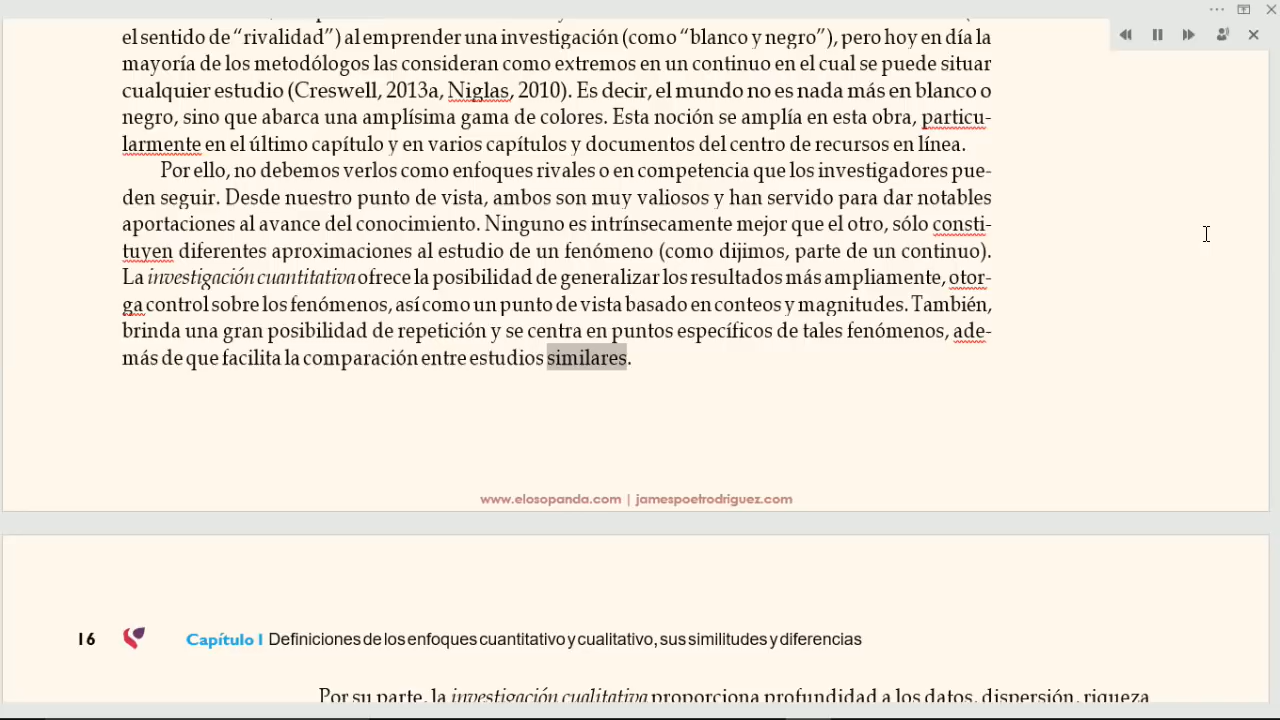 el sentido de “rivalidad”) al emprender una investigación (como “blanco y negro”), pero hoy en día la
mayoría de los metodólogos las consideran como extremos en un continuo en el cual se puede situar
cualquier estudio (Creswell, 2013a, Niglas, 2010). Es decir, el mundo no es nada más en blanco o
negro, sino que abarca una amplísima gama de colores. Esta noción se amplía en esta obra, particu-
larmente en el último capítulo y en varios capítulos y documentos del centro de recursos en línea.
Por ello, no debemos verlos como enfoques rivales o en competencia que los investigadores pue-
den seguir. Desde nuestro punto de vista, ambos son muy valiosos y han servido para dar notables
aportaciones al avance del conocimiento. Ninguno es intrínsecamente mejor que el otro, sólo consti-
tuyen diferentes aproximaciones al estudio de un fenómeno (como dijimos, parte de un continuo).
La investigación cuantitativa ofrece la posibilidad de generalizar los resultados más ampliamente, otor-
ga control sobre los fenómenos, así como un punto de vista basado en conteos y magnitudes. También,
brinda una gran posibilidad de repetición y se centra en puntos específicos de tales fenómenos, ade-
más de que facilita la comparación entre estudios similares.
www.elosopanda.com | jamespoetrodriguez.com
16 Capítulo 1 Definiciones de los enfoques cuantitativo y cualitativo, sus similitudes y diferencias
Por su parte, la investigación cualitativa proporciona profundidad a los datos, dispersión, riqueza